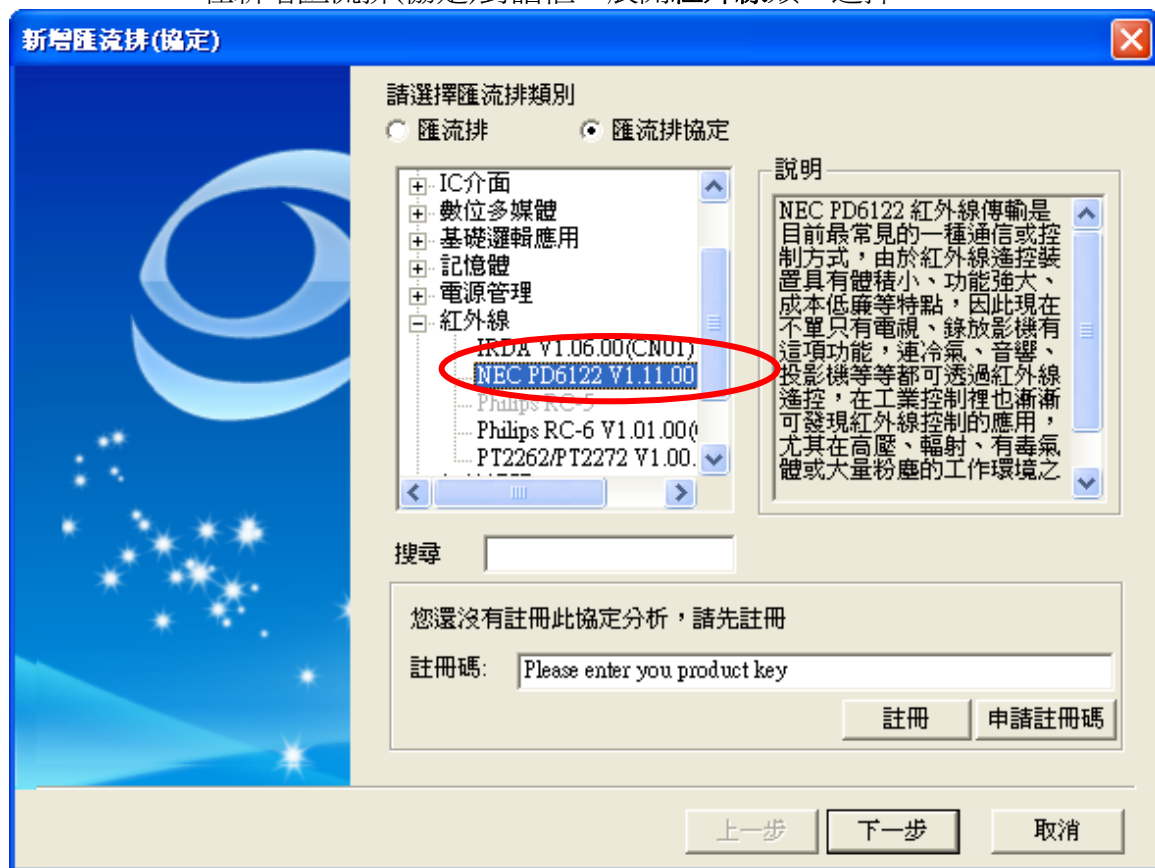 新增匯流排(協定)
請選擇匯流排類別
匯流排
匯流排協定
IC介面
數位多媒體
基礎邏輯應用
記憶體
電源管理
紅外線
IRDA V1.06.00(CN01)
NEC PD6122 V1.11.00
Philips RC-5
Philips RC-6 V1.01.00(
PT2262/PT2272 V1.00.
說明
NEC PD6122 紅外線傳輸是
目前最常見的一種通信或控
制方式，由於紅外線遙控裝
置具有體積小、功能強大、
成本低廉等特點，因此現在
不單只有電視、錄放影機有
這項功能，連冷氣、音響、
投影機等等都可透過紅外線
遙控，在工業控制裡也漸漸
可發現紅外線控制的應用，
尤其在高壓、輻射、有毒氣
體或大量粉塵的工作環境之
搜尋
您還沒有註冊此協定分析，請先註冊
註冊碼:
Please enter you product key
註冊
申請註冊碼
上一步
下一步
取消